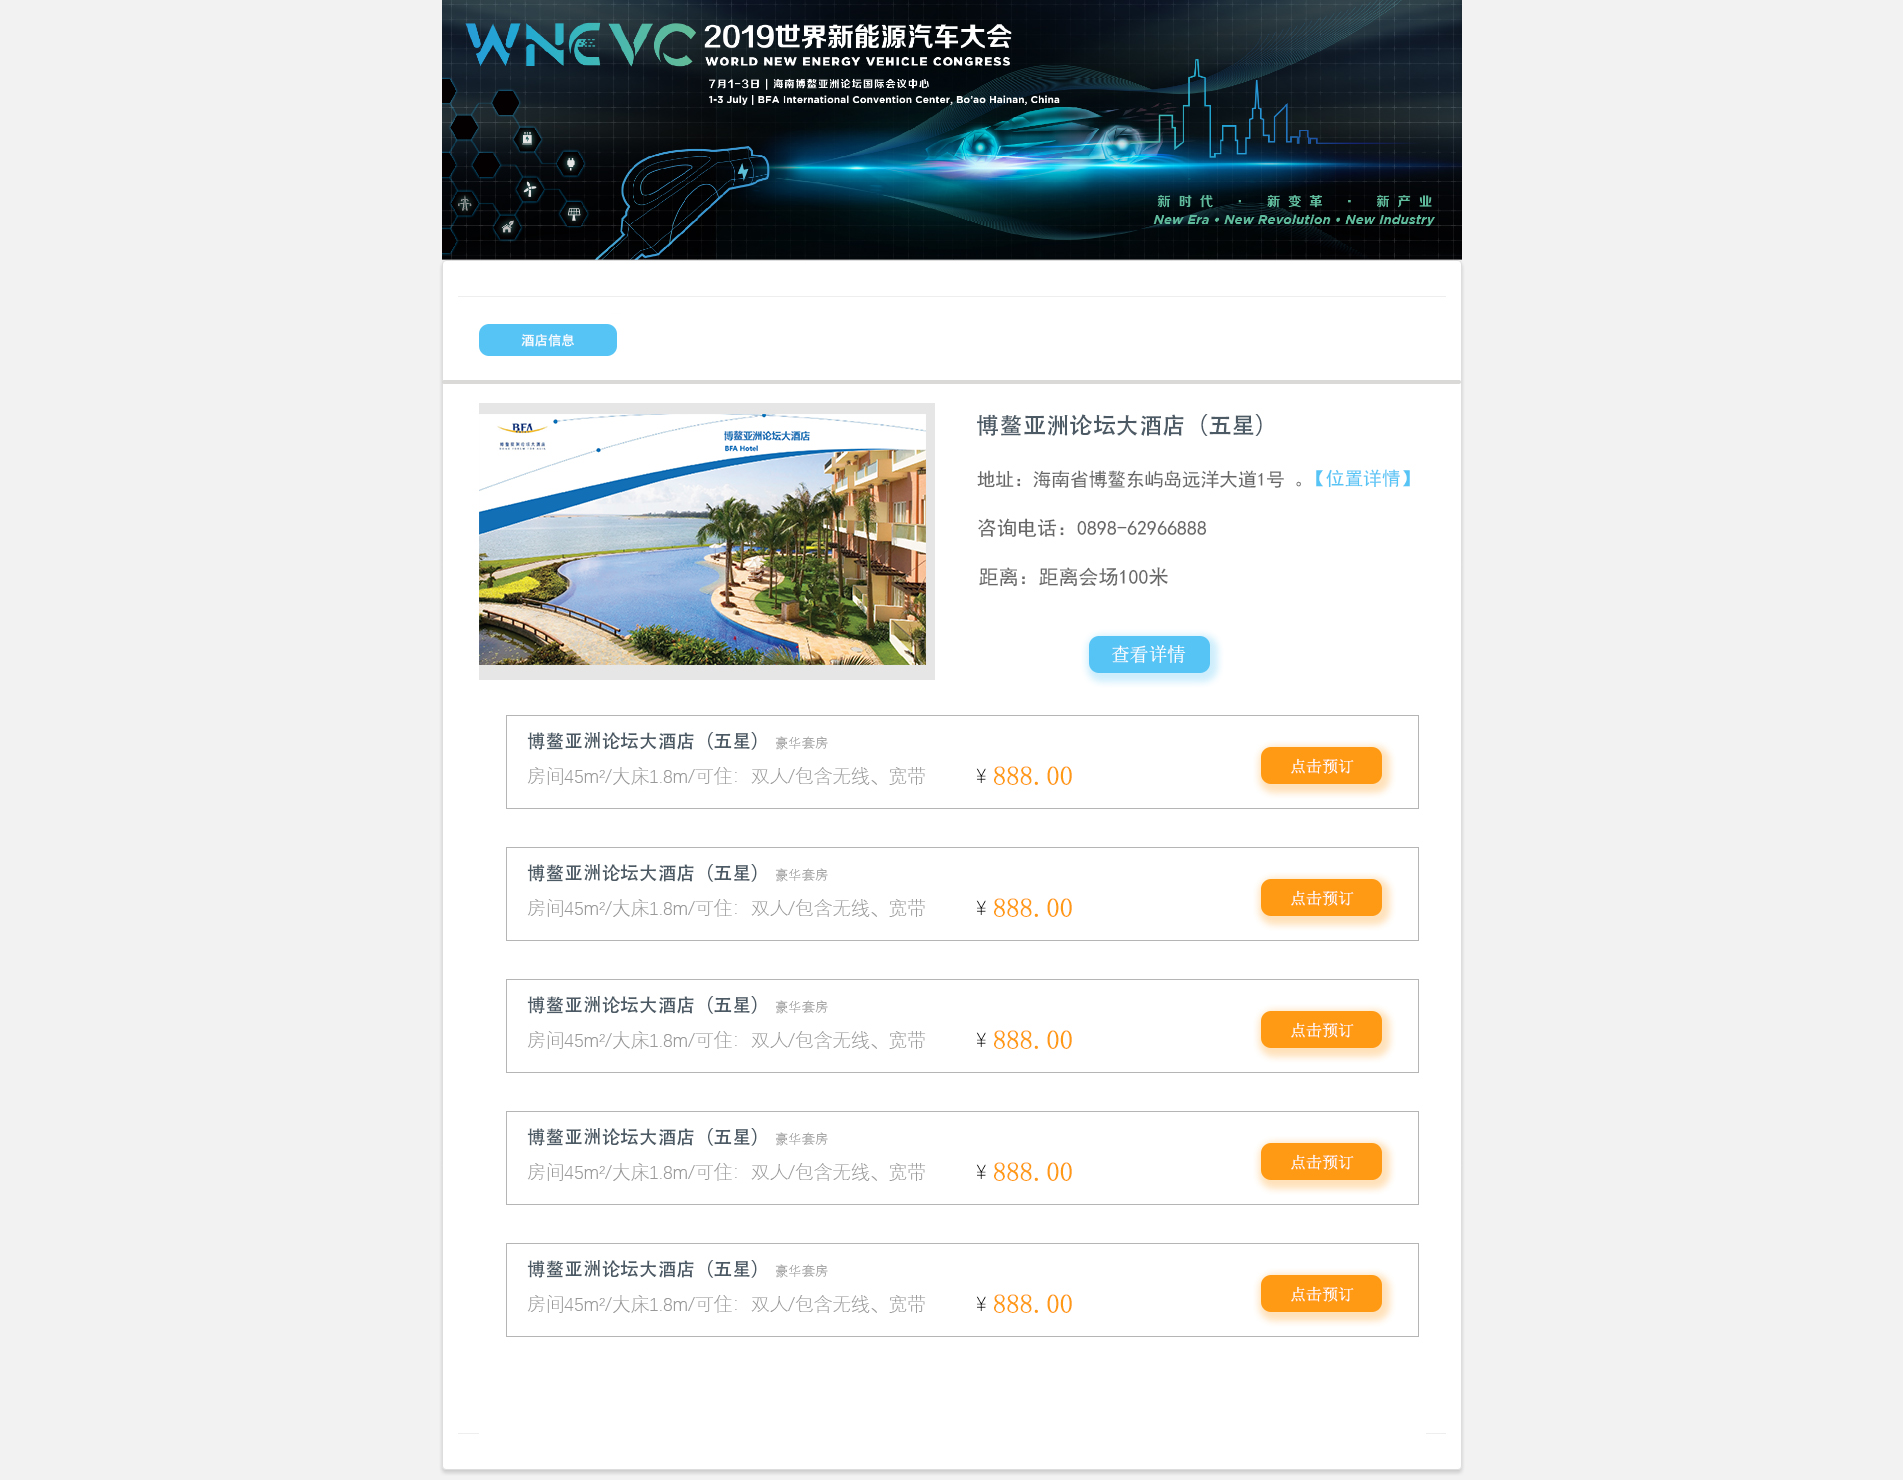 WNEVC 2019世界新能源汽车大会
WORLD NEW ENERGY VEHICLE CONGRESS
7月1-3日 | 海南博鳌亚洲论坛国际会议中心
1-3 July | BFA International Convention Center, Bo'ao Hainan, China
新时代 · 新变革 · 新产业
New Era • New Revolution • New Industry
酒店信息
BFA
博鳌亚洲论坛大酒店
博鳌亚洲论坛大酒店
BFA Hotel
博鳌亚洲论坛大酒店（五星）
地址：海南省博鳌东屿岛远洋大道1号 。【位置详情】
咨询电话：0898-62966888
距离：距离会场100米
查看详情
博鳌亚洲论坛大酒店（五星） 豪华套房
房间45m²/大床1.8m/可住：双人/包含无线、宽带 ¥ 888.00 点击预订
博鳌亚洲论坛大酒店（五星） 豪华套房
房间45m²/大床1.8m/可住：双人/包含无线、宽带 ¥ 888.00 点击预订
博鳌亚洲论坛大酒店（五星） 豪华套房
房间45m²/大床1.8m/可住：双人/包含无线、宽带 ¥ 888.00 点击预订
博鳌亚洲论坛大酒店（五星） 豪华套房
房间45m²/大床1.8m/可住：双人/包含无线、宽带 ¥ 888.00 点击预订
博鳌亚洲论坛大酒店（五星） 豪华套房
房间45m²/大床1.8m/可住：双人/包含无线、宽带 ¥ 888.00 点击预订